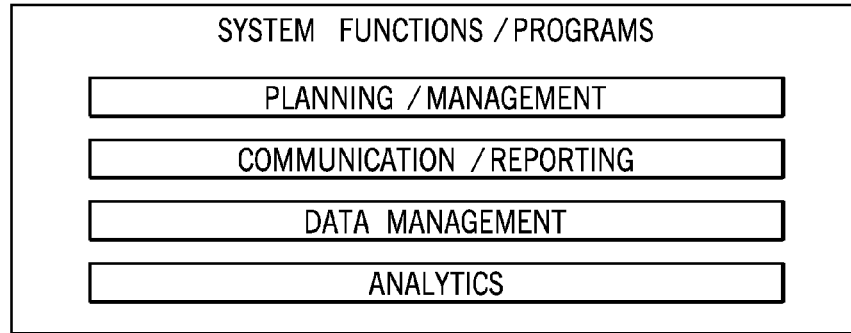 SYSTEM FUNCTIONS / PROGRAMS
PLANNING / MANAGEMENT
COMMUNICATION / REPORTING
DATA MANAGEMENT
ANALYTICS